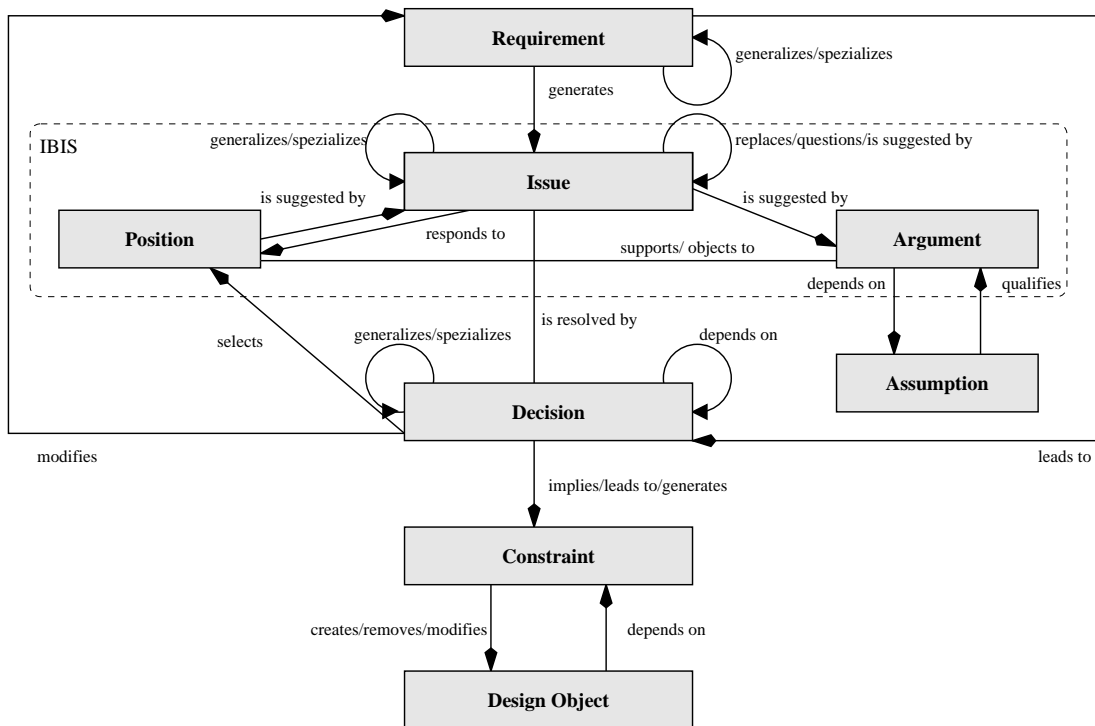 Requirement
generalizes/spezializes
generates
IBIS
generalizes/spezializes
replaces/questions/is suggested by
Issue
is suggested by
is suggested by
Position
responds to
supports/ objects to
Argument
depends on
qualifies
selects
is resolved by
generalizes/spezializes
depends on
Assumption
Decision
modifies
leads to
implies/leads to/generates
Constraint
creates/removes/modifies
depends on
Design Object